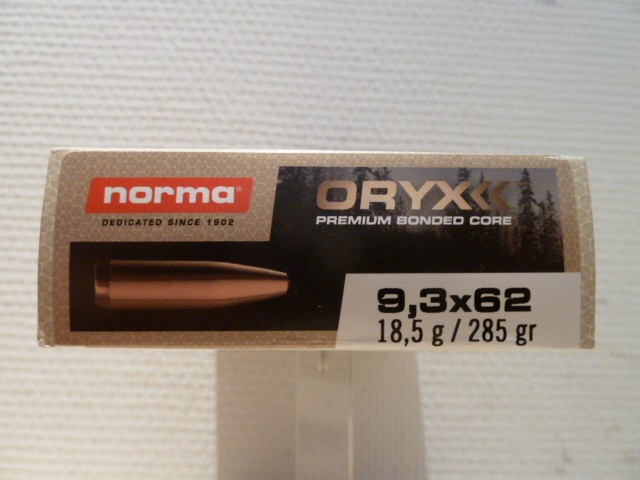 norma®
DEDICATED SINCE 1902
ORYX
PREMIUM BONDED CORE
9,3x62
18,5 g / 285 gr